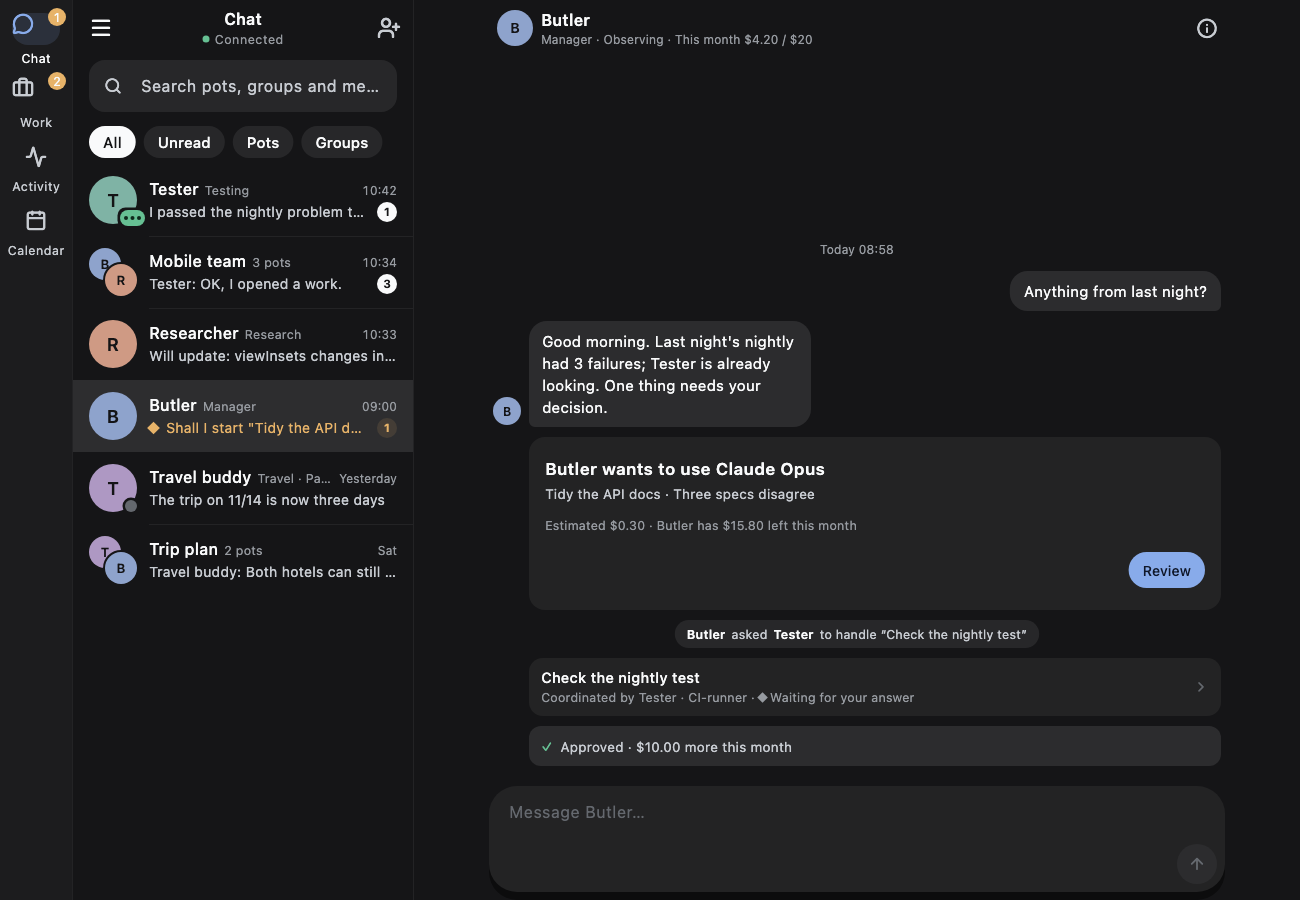 1
Chat
2
Work
Activity
Calendar
Chat
Connected
Search pots, groups and me...
All
Unread
Pots
Groups
T
Tester Testing 10:42
I passed the nightly problem t... 1
B
R
Mobile team 3 pots 10:34
Tester: OK, I opened a work. 3
R
Researcher Research 10:33
Will update: viewInsets changes in...
B
Butler Manager 09:00
Shall I start "Tidy the API d... 1
T
Travel buddy Travel · Pa... Yesterday
The trip on 11/14 is now three days
T
B
Trip plan 2 pots Sat
Travel buddy: Both hotels can still ...
B
Butler
Manager · Observing · This month $4.20 / $20
Today 08:58
Anything from last night?
Good morning. Last night's nightly
had 3 failures; Tester is already
looking. One thing needs your
decision.
B
Butler wants to use Claude Opus
Tidy the API docs · Three specs disagree
Estimated $0.30 · Butler has $15.80 left this month
Review
Butler asked Tester to handle "Check the nightly test"
Check the nightly test
Coordinated by Tester · CI-runner · ◆ Waiting for your answer
✓ Approved · $10.00 more this month
Message Butler...